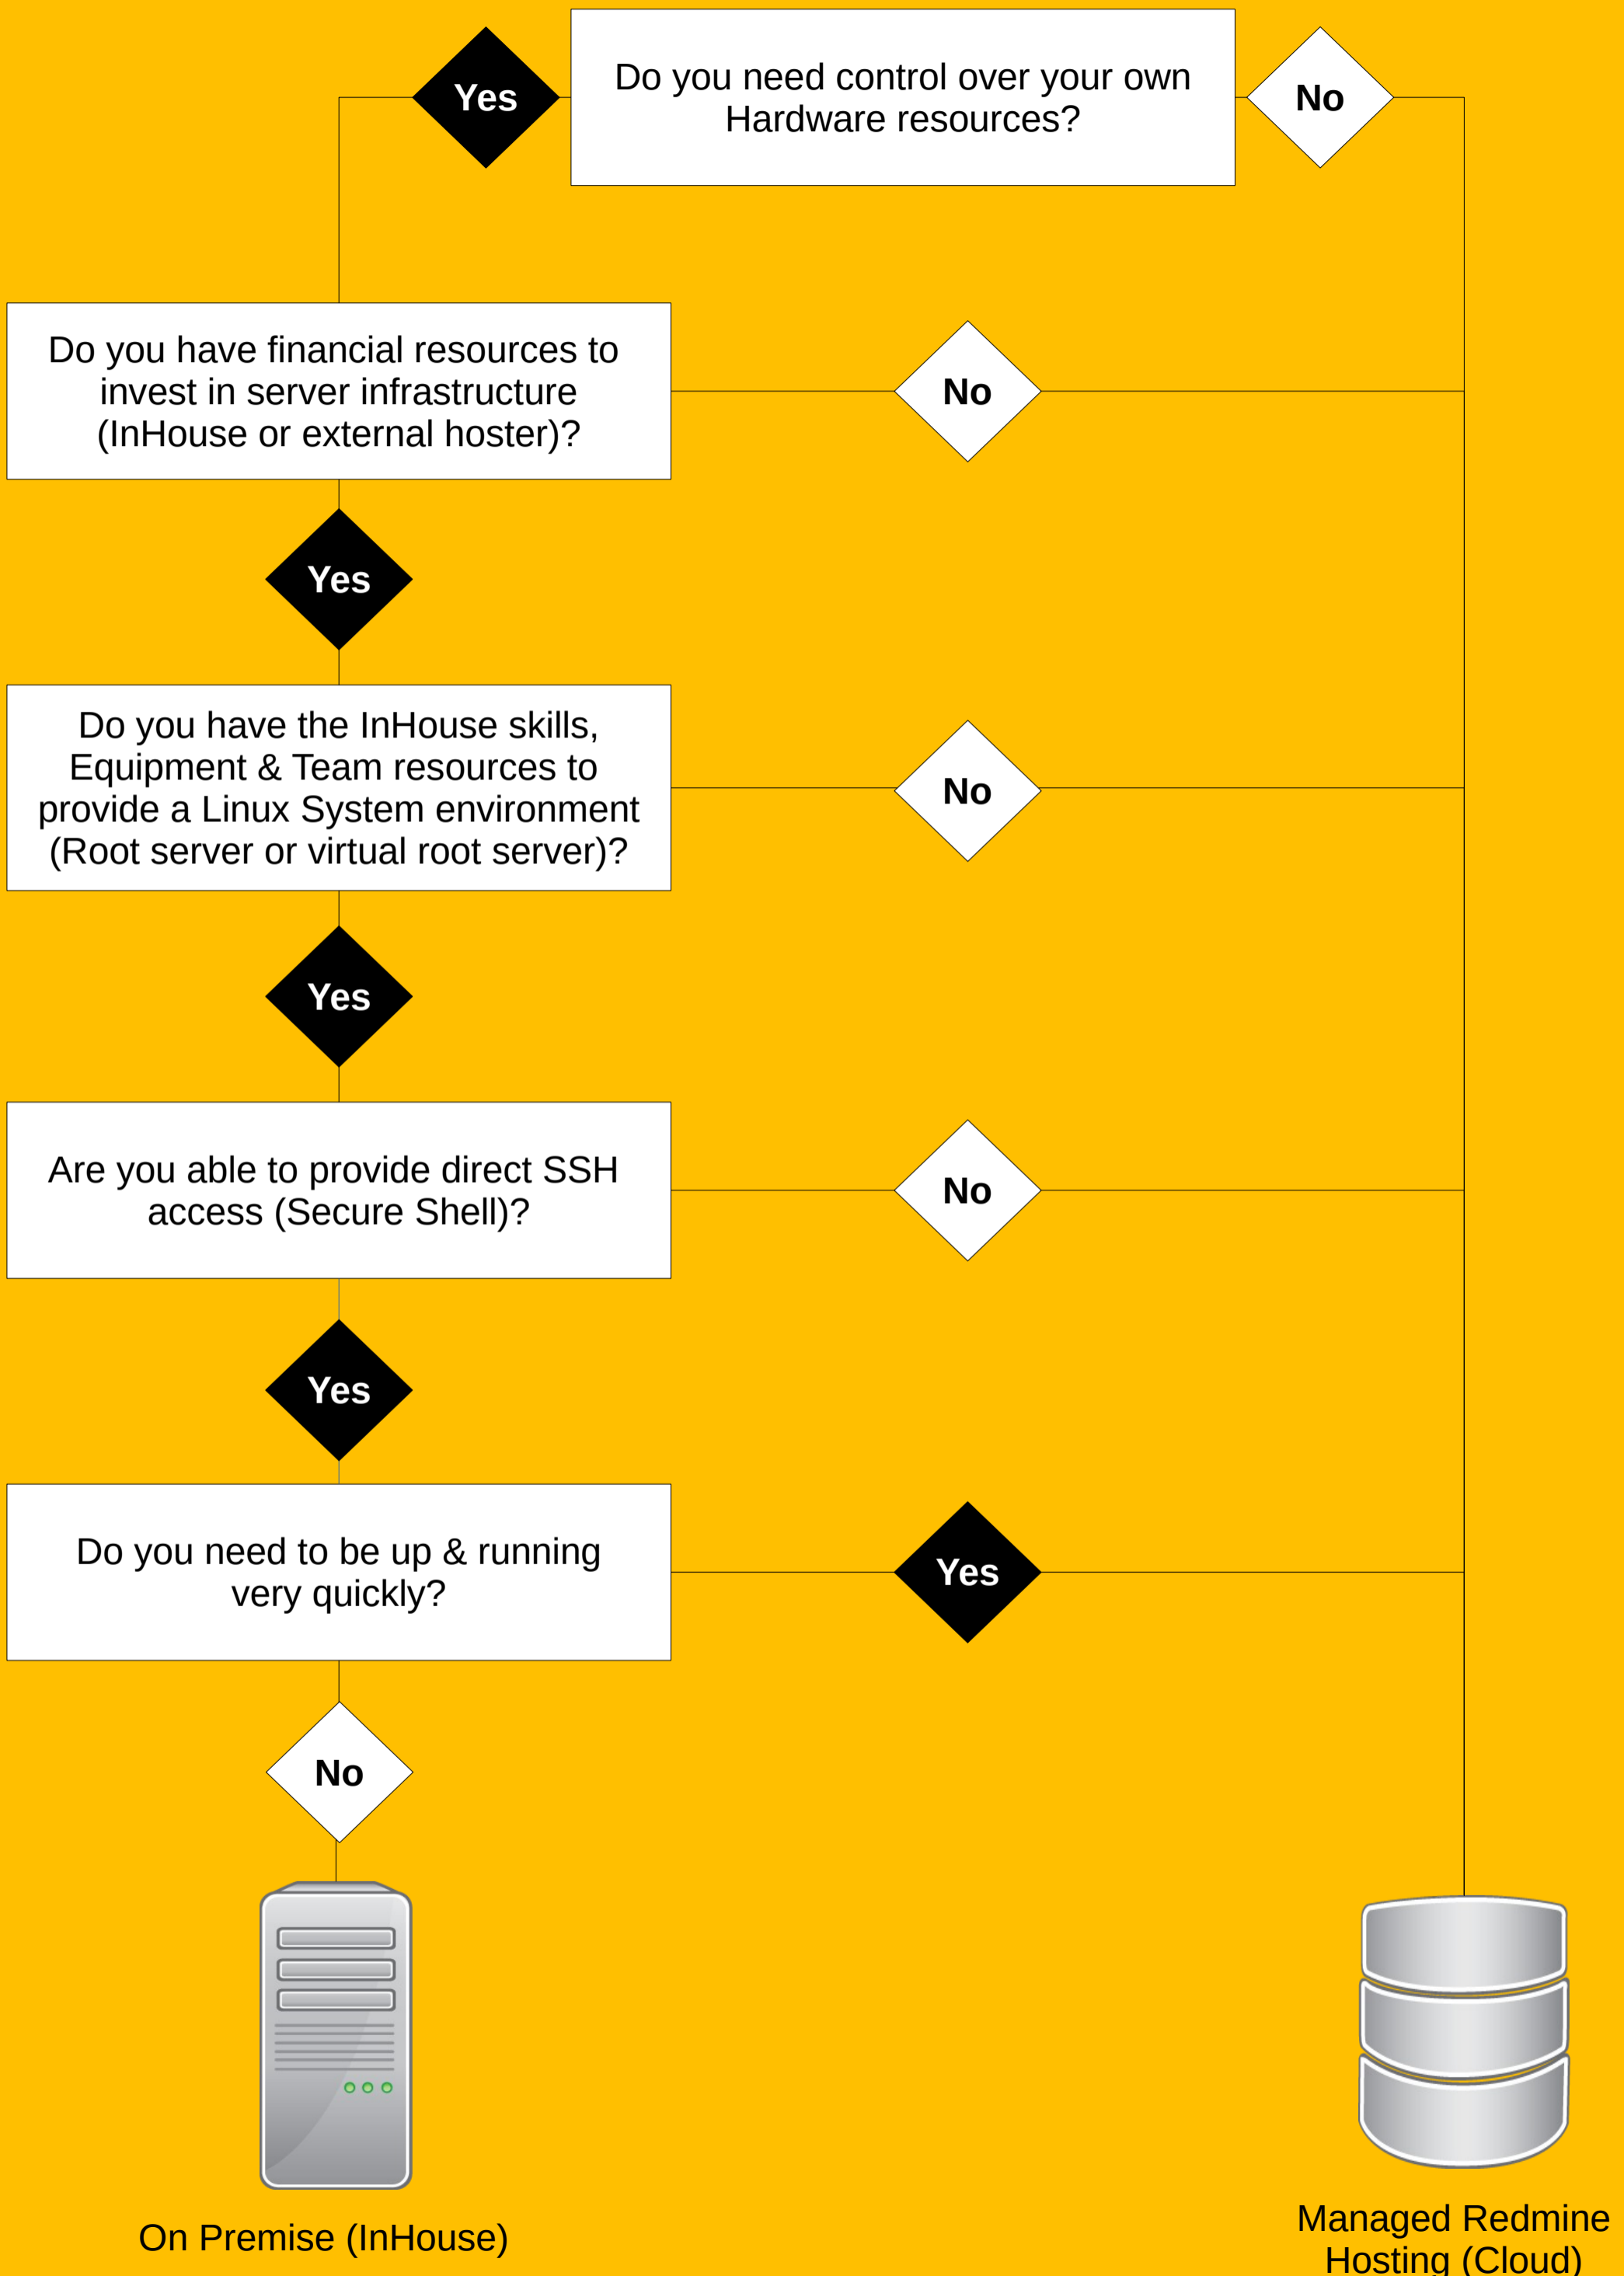 Yes
Do you need control over your own
Hardware resources?
No
Do you have financial resources to
invest in server infrastructure
(InHouse or external hoster)?
No
Yes
Do you have the InHouse skills,
Equipment & Team resources to
provide a Linux System environment
(Root server or virtual root server)?
No
Yes
Are you able to provide direct SSH
access (Secure Shell)?
No
Yes
Do you need to be up & running
very quickly?
Yes
No
On Premise (InHouse)
Managed Redmine
Hosting (Cloud)